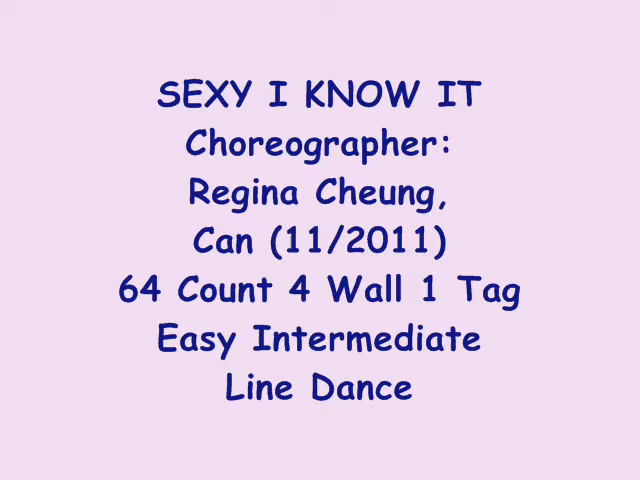 SEXY I KNOW IT
Choreographer:
Regina Cheung,
Can (11/2011)
64 Count 4 Wall 1 Tag
Easy Intermediate
Line Dance